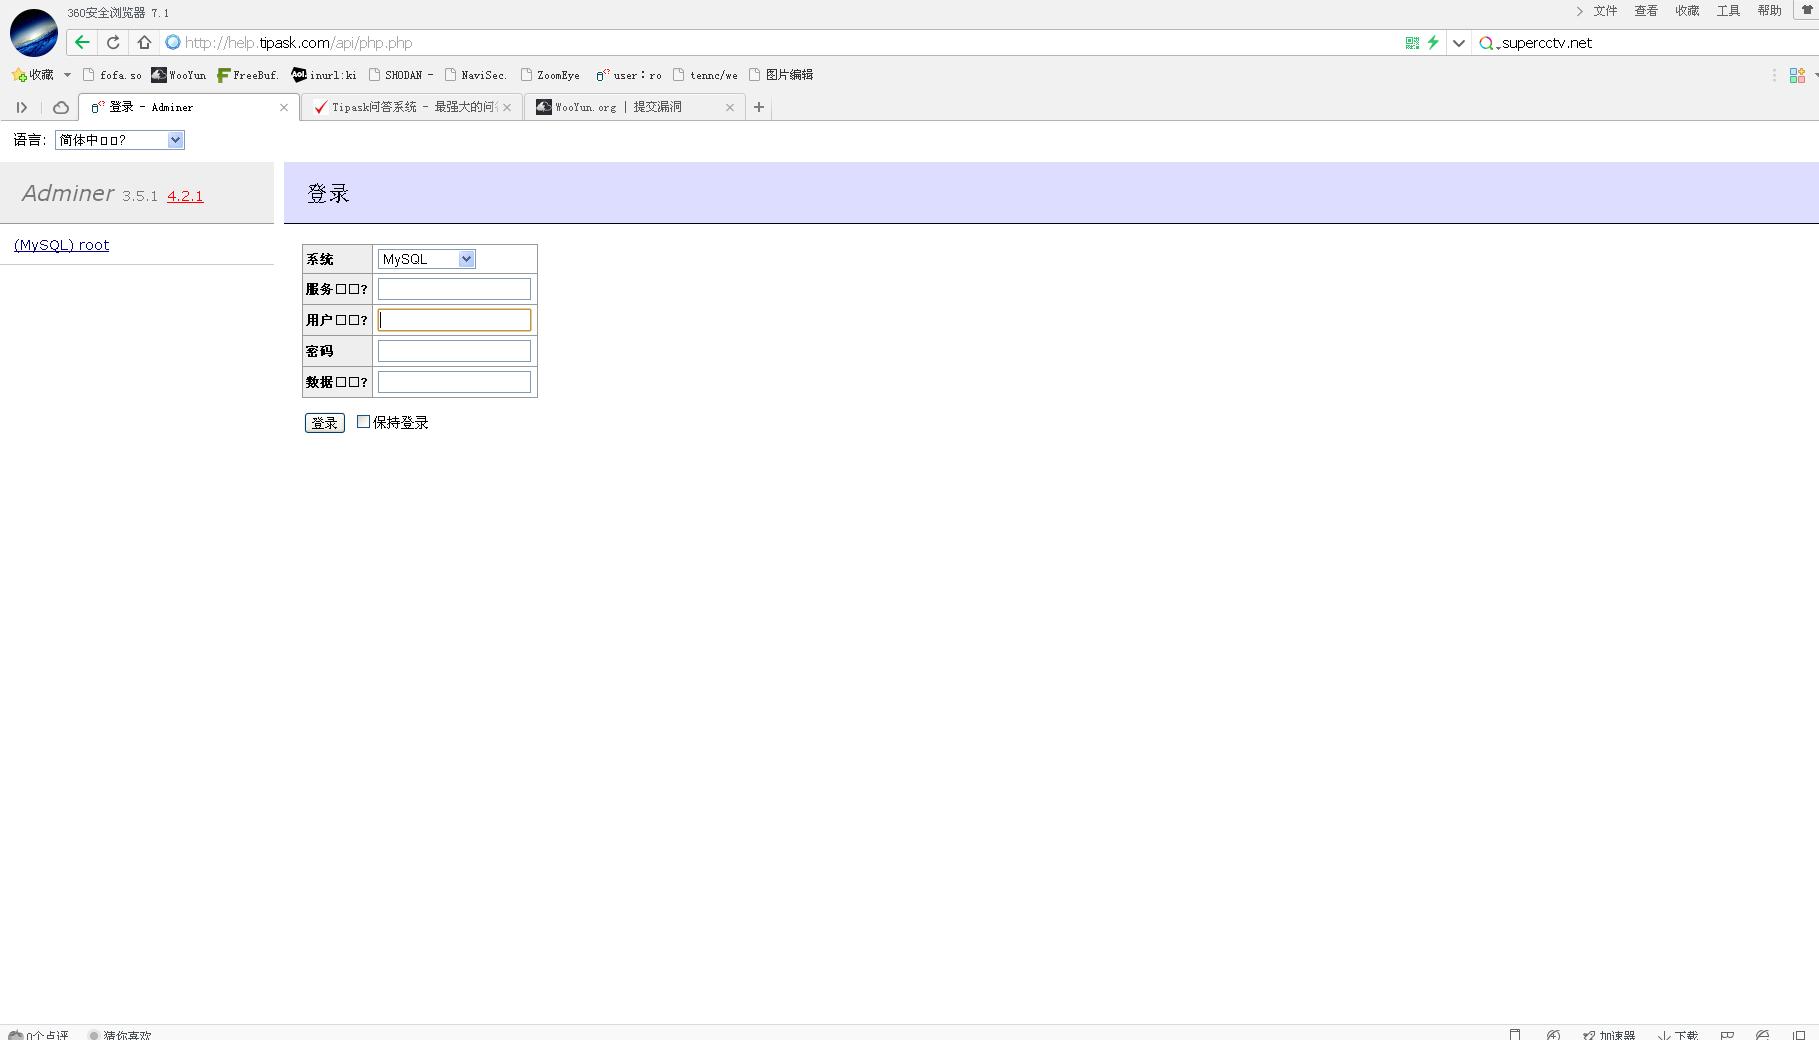 360安全浏览器 7.1
文件 查看 收藏 工具 帮助
http://help.tipask.com/api/php.php
supercctv.net
收藏 fofa.so WooYun FreeBuf. inurl:ki SHODAN - NaviSec. ZoomEye user：ro tennc/we 图片编辑
登录 - Adminer
Tipask问答系统 - 最强大的问
WooYun.org | 提交漏洞
语言: 简体中□□?
Adminer 3.5.1 4.2.1
登录
(MySQL) root
系统 MySQL
服务□□?
用户□□?
密码
数据□□?
登录 保持登录
0个点评 猜你喜欢
加速器 下载